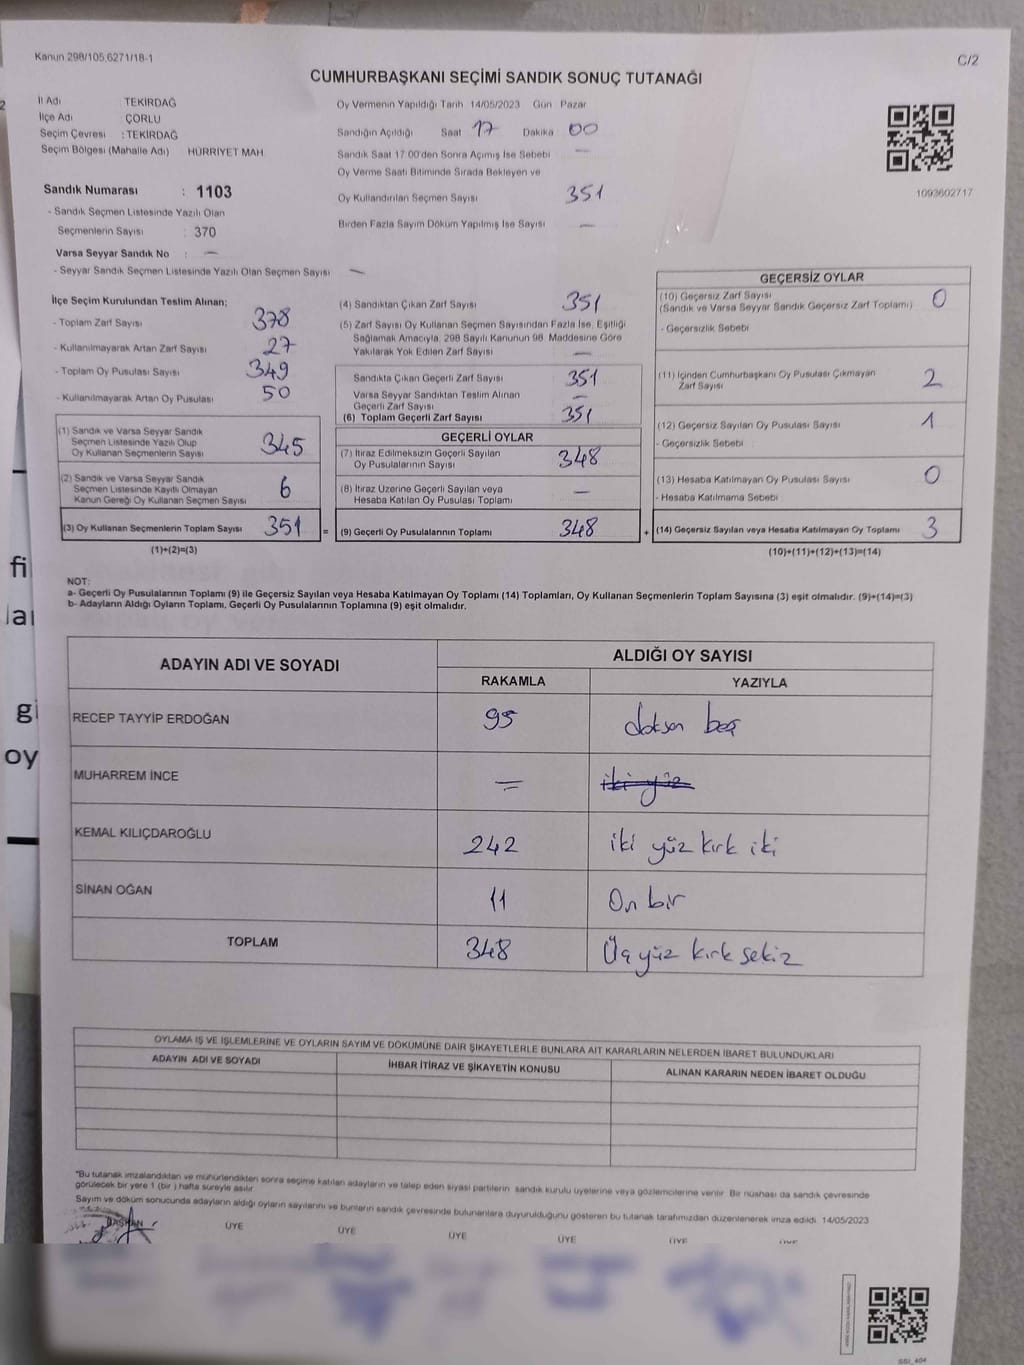 Kanun 298/105,6271/18-1
C/2
CUMHURBAŞKANI SEÇİMİ SANDIK SONUÇ TUTANAĞI
İl Adı : TEKİRDAĞ
İlçe Adı : ÇORLU
Seçim Çevresi : TEKİRDAĞ
Seçim Bölgesi (Mahalle Adı) HÜRRİYET MAH.
Sandık Numarası : 1103
- Sandık Seçmen Listesinde Yazılı Olan
Seçmenlerin Sayısı : 370
Varsa Seyyar Sandık No : —
- Seyyar Sandık Seçmen Listesinde Yazılı Olan Seçmen Sayısı —
Oy Vermenin Yapıldığı Tarih 14/05/2023 Gün Pazar
Sandığın Açıldığı Saat 17 Dakika 00
Sandık Saat 17.00'den Sonra Açımış İse Sebebi —
Oy Verme Saati Bitiminde Sırada Bekleyen ve
Oy Kullandırılan Seçmen Sayısı 351
Birden Fazla Sayım Döküm Yapılmış İse Sayısı —
1093602717
İlçe Seçim Kurulundan Teslim Alınan;
- Toplam Zarf Sayısı 378
- Kullanılmayarak Artan Zarf Sayısı 27
- Toplam Oy Pusulası Sayısı 349
- Kullanılmayarak Artan Oy Pusulası 50
(1) Sandık ve Varsa Seyyar Sandık
Seçmen Listesinde Yazılı Olup
Oy Kullanan Seçmenlerin Sayısı 345
(2) Sandık ve Varsa Seyyar Sandık
Seçmen Listesinde Kayıtlı Olmayan
Kanun Gereği Oy Kullanan Seçmen Sayısı 6
(3) Oy Kullanan Seçmenlerin Toplam Sayısı 351 =
(1)+(2)=(3)
(4) Sandıktan Çıkan Zarf Sayısı 351
(5) Zarf Sayısı Oy Kullanan Seçmen Sayısından Fazla İse, Eşitliği
Sağlamak Amacıyla, 298 Sayılı Kanunun 98. Maddesine Göre
Yakılarak Yok Edilen Zarf Sayısı —
Sandıkta Çıkan Geçerli Zarf Sayısı 351
Varsa Seyyar Sandıktan Teslim Alınan
Geçerli Zarf Sayısı —
(6) Toplam Geçerli Zarf Sayısı 351
GEÇERLİ OYLAR
(7) İtiraz Edilmeksizin Geçerli Sayılan
Oy Pusulalarının Sayısı 348
(8) İtiraz Üzerine Geçerli Sayılan veya
Hesaba Katılan Oy Pusulası Toplamı —
(9) Geçerli Oy Pusulalarının Toplamı 348 +
GEÇERSİZ OYLAR
(10) Geçersiz Zarf Sayısı
(Sandık ve Varsa Seyyar Sandık Geçersiz Zarf Toplamı) 0
- Geçersizlik Sebebi
(11) İçinden Cumhurbaşkanı Oy Pusulası Çıkmayan
Zarf Sayısı 2
(12) Geçersiz Sayılan Oy Pusulası Sayısı 1
- Geçersizlik Sebebi
(13) Hesaba Katılmayan Oy Pusulası Sayısı 0
- Hesaba Katılmama Sebebi
(14) Geçersiz Sayılan veya Hesaba Katılmayan Oy Toplamı 3
(10)+(11)+(12)+(13)=(14)
NOT:
a- Geçerli Oy Pusulalarının Toplamı (9) ile Geçersiz Sayılan veya Hesaba Katılmayan Oy Toplamı (14) Toplamları, Oy Kullanan Seçmenlerin Toplam Sayısına (3) eşit olmalıdır. (9)+(14)=(3)
b- Adayların Aldığı Oyların Toplamı, Geçerli Oy Pusulalarının Toplamına (9) eşit olmalıdır.
ADAYIN ADI VE SOYADI
ALDIĞI OY SAYISI
RAKAMLA YAZIYLA
RECEP TAYYİP ERDOĞAN 95 doksan beş
MUHARREM İNCE = iki yüz
KEMAL KILIÇDAROĞLU 242 iki yüz kırk iki
SİNAN OĞAN 11 On bir
TOPLAM 348 Üç yüz kırk sekiz
OYLAMA İŞ VE İŞLEMLERİNE VE OYLARIN SAYIM VE DÖKÜMÜNE DAİR ŞİKAYETLERLE BUNLARA AİT KARARLARIN NELERDEN İBARET BULUNDUKLARI
ADAYIN ADI VE SOYADI
İHBAR İTİRAZ VE ŞİKAYETİN KONUSU
ALINAN KARARIN NEDEN İBARET OLDUĞU
*Bu tutanak imzalandıktan ve mühürlendikten sonra seçime katılan adayların ve talep eden siyasi partilerin sandık kurulu üyelerine veya gözlemcilerine verilir. Bir nüshası da sandık çevresinde
görülecek bir yere 1 (bir ) hafta süreyle asılır.
Sayım ve döküm sonucunda adayların aldığı oyların sayılarını ve bunların sandık çevresinde bulunanlara duyurulduğunu gösteren bu tutanak tarafımızdan düzenlenerek imza edildi. 14/05/2023
BAŞKAN ÜYE ÜYE ÜYE ÜYE ÜYE ÜYE
fi
gi
oy